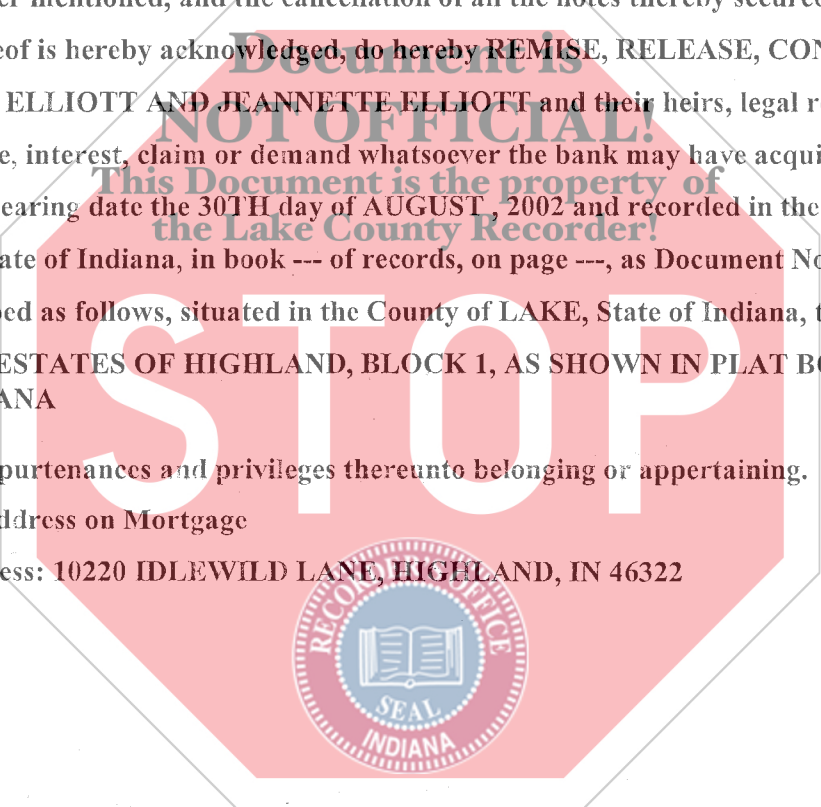 er mentioned, and the cancellation of all the notes thereby secured
eof is hereby acknowledged, do hereby REMISE, RELEASE, CON
Document is
ELLIOTT AND JEANNETTE ELLIOTT and their heirs, legal r
NOT OFFICIAL!
e, interest, claim or demand whatsoever the bank may have acqui
This Document is the property of
earing date the 30TH day of AUGUST , 2002 and recorded in the
the Lake County Recorder!
ate of Indiana, in book --- of records, on page ---, as Document No
ed as follows, situated in the County of LAKE, State of Indiana, t
ESTATES OF HIGHLAND, BLOCK 1, AS SHOWN IN PLAT BO
ANA
STOP
purtenances and privileges thereunto belonging or appertaining.
ddress on Mortgage
ess: 10220 IDLEWILD LANE, HIGHLAND, IN 46322
RECORDER'S OFFICE
SEAL
INDIANA